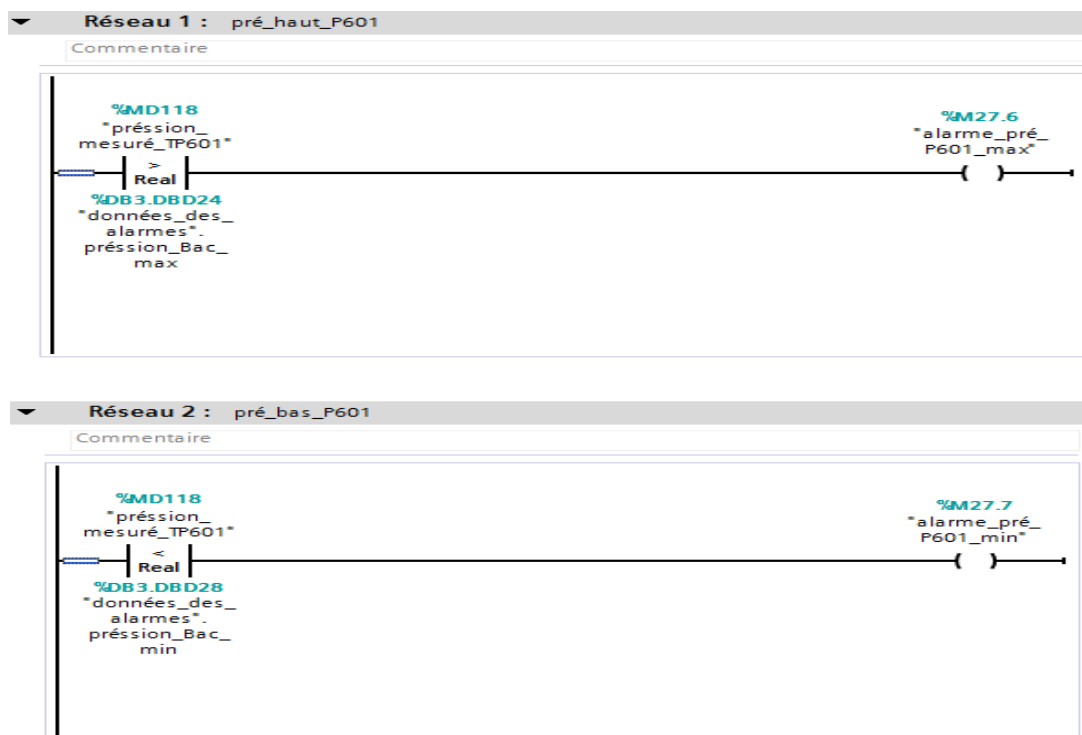 Réseau 1 : pré_haut_P601
Commentaire
%MD118
"préssion_
mesuré_TP601"
>
Real
%DB3.DBD24
"données_des_
alarmes".
préssion_Bac_
max
%M27.6
"alarme_pré_
P601_max"
Réseau 2 : pré_bas_P601
Commentaire
%MD118
"préssion_
mesuré_TP601"
<
Real
%DB3.DBD28
"données_des_
alarmes".
préssion_Bac_
min
%M27.7
"alarme_pré_
P601_min"